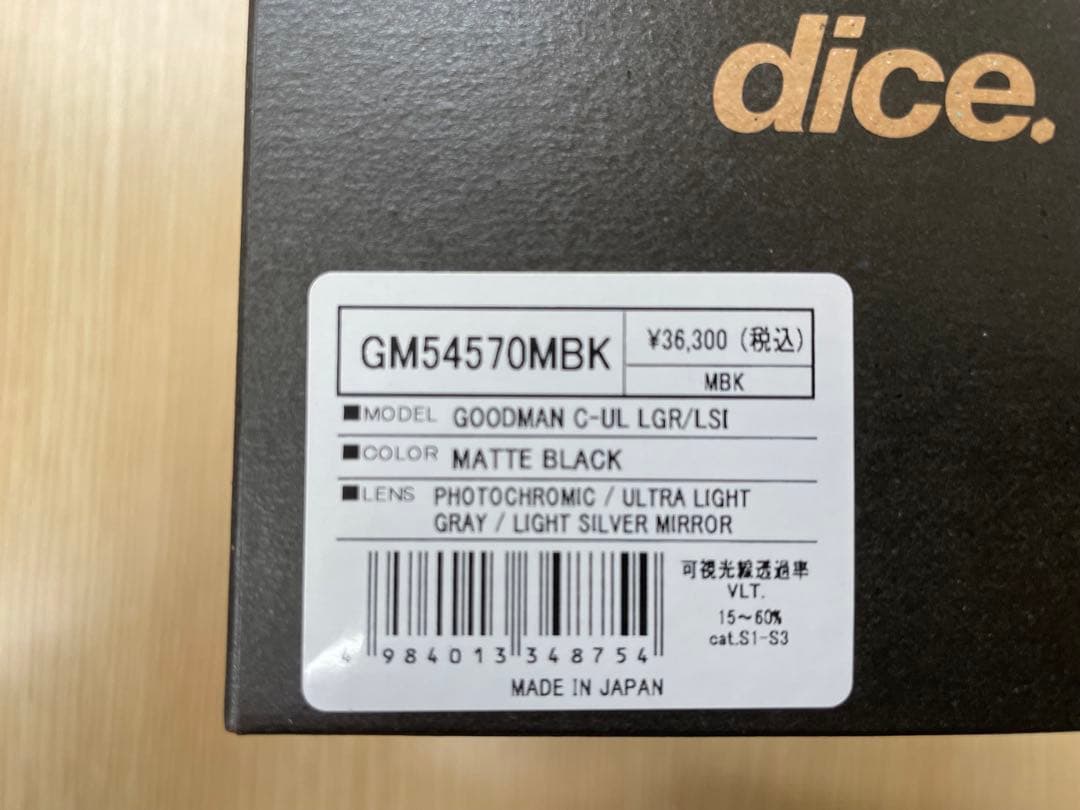 dice.
GM54570MBK
¥36,300 (税込)
MBK
■MODEL GOODMAN C-UL LGR/LSI
■COLOR MATTE BLACK
■LENS PHOTOCHROMIC / ULTRA LIGHT
GRAY / LIGHT SILVER MIRROR
可視光線透過率
VLT.
15～60%
cat.S1-S3
4 984013 348754
MADE IN JAPAN